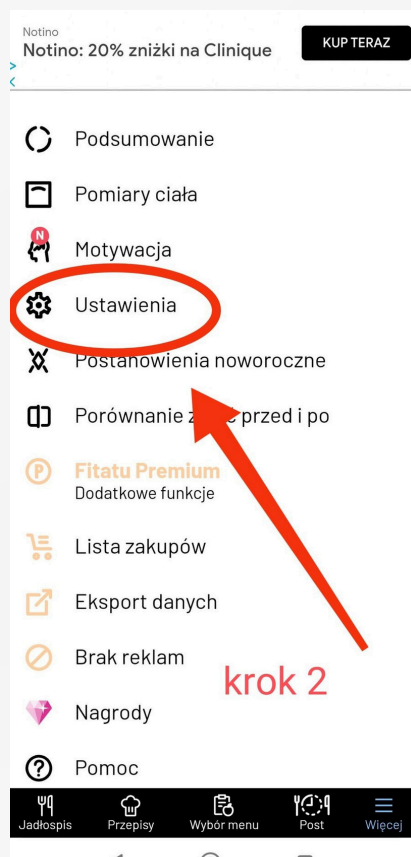 Notino
Notino: 20% zniżki na Clinique
KUP TERAZ
Podsumowanie
Pomiary ciała
N
Motywacja
Ustawienia
Postanowienia noworoczne
Porównanie przed i po
P
Fitatu Premium
Dodatkowe funkcje
Lista zakupów
Eksport danych
Brak reklam
krok 2
Nagrody
?
Pomoc
Jadłospis Przepisy Wybór menu Post Więcej